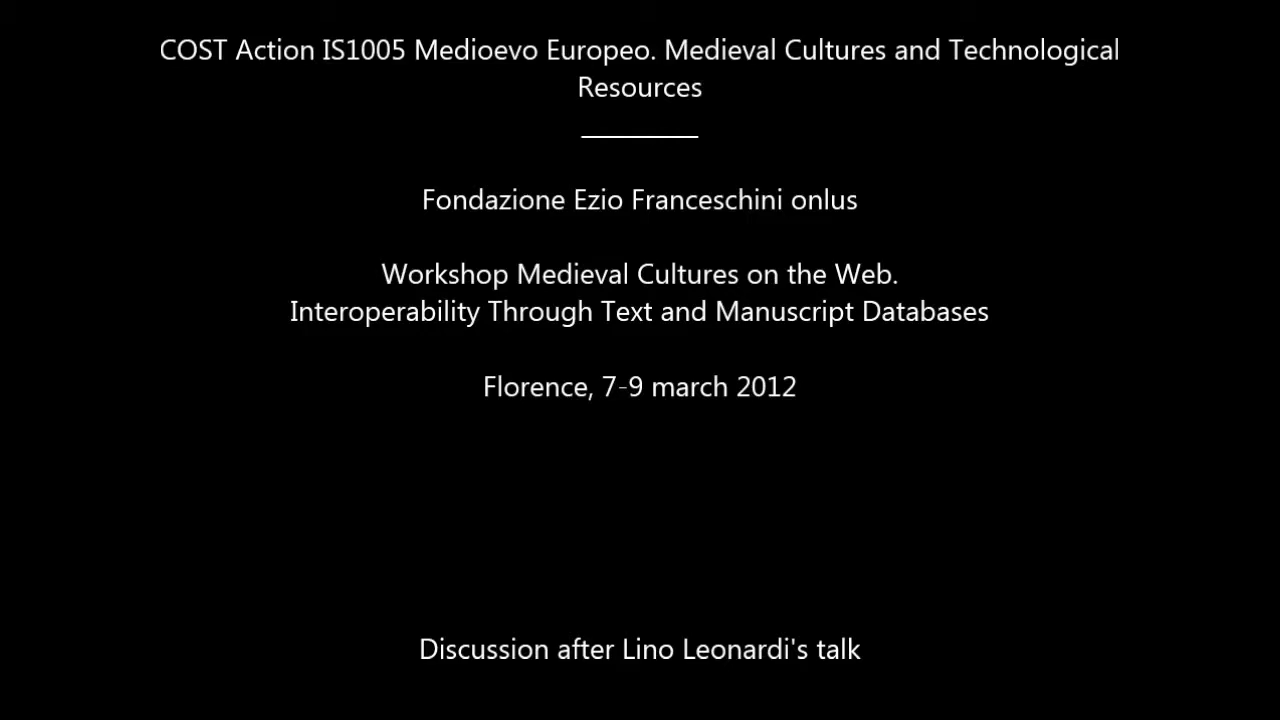 COST Action IS1005 Medioevo Europeo. Medieval Cultures and Technological
Resources
Fondazione Ezio Franceschini onlus
Workshop Medieval Cultures on the Web.
Interoperability Through Text and Manuscript Databases
Florence, 7-9 march 2012
Discussion after Lino Leonardi's talk